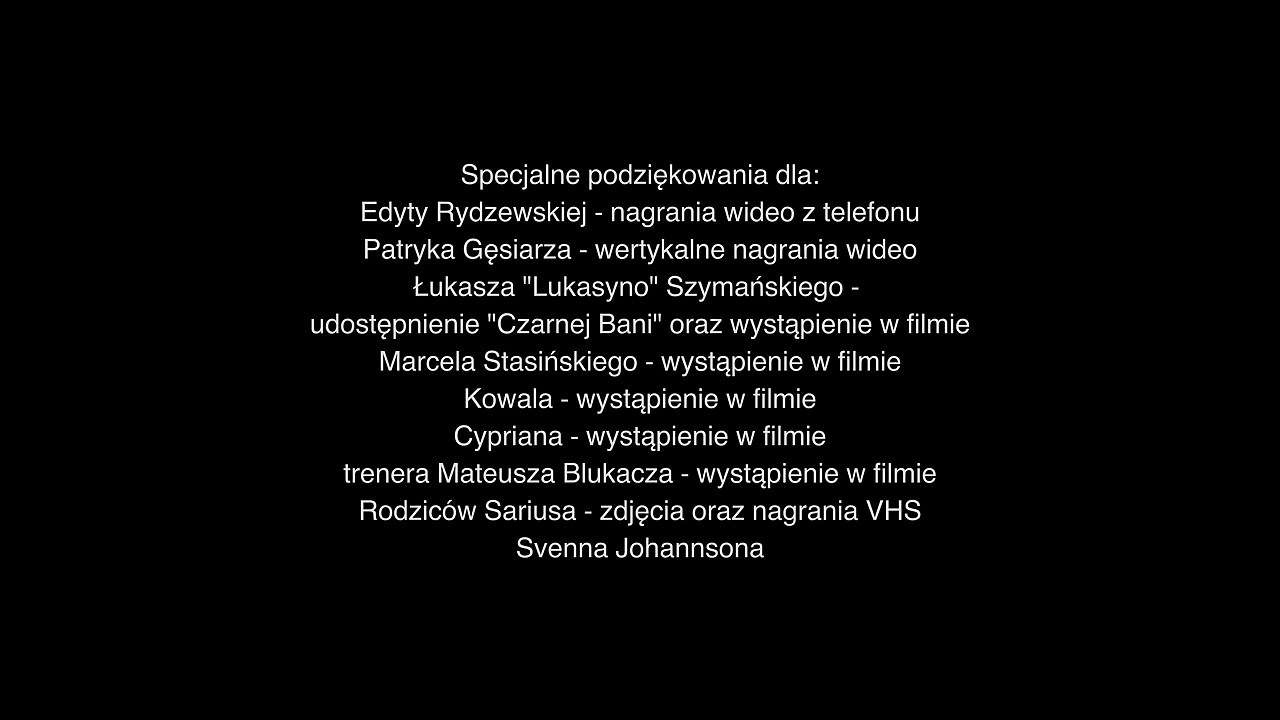 Specjalne podziękowania dla:
Edyty Rydzewskiej - nagrania wideo z telefonu
Patryka Gęsiarza - wertykalne nagrania wideo
Łukasza "Lukasyno" Szymańskiego -
udostępnienie "Czarnej Bani" oraz wystąpienie w filmie
Marcela Stasińskiego - wystąpienie w filmie
Kowala - wystąpienie w filmie
Cypriana - wystąpienie w filmie
trenera Mateusza Blukacza - wystąpienie w filmie
Rodziców Sariusa - zdjęcia oraz nagrania VHS
Svenna Johannsona